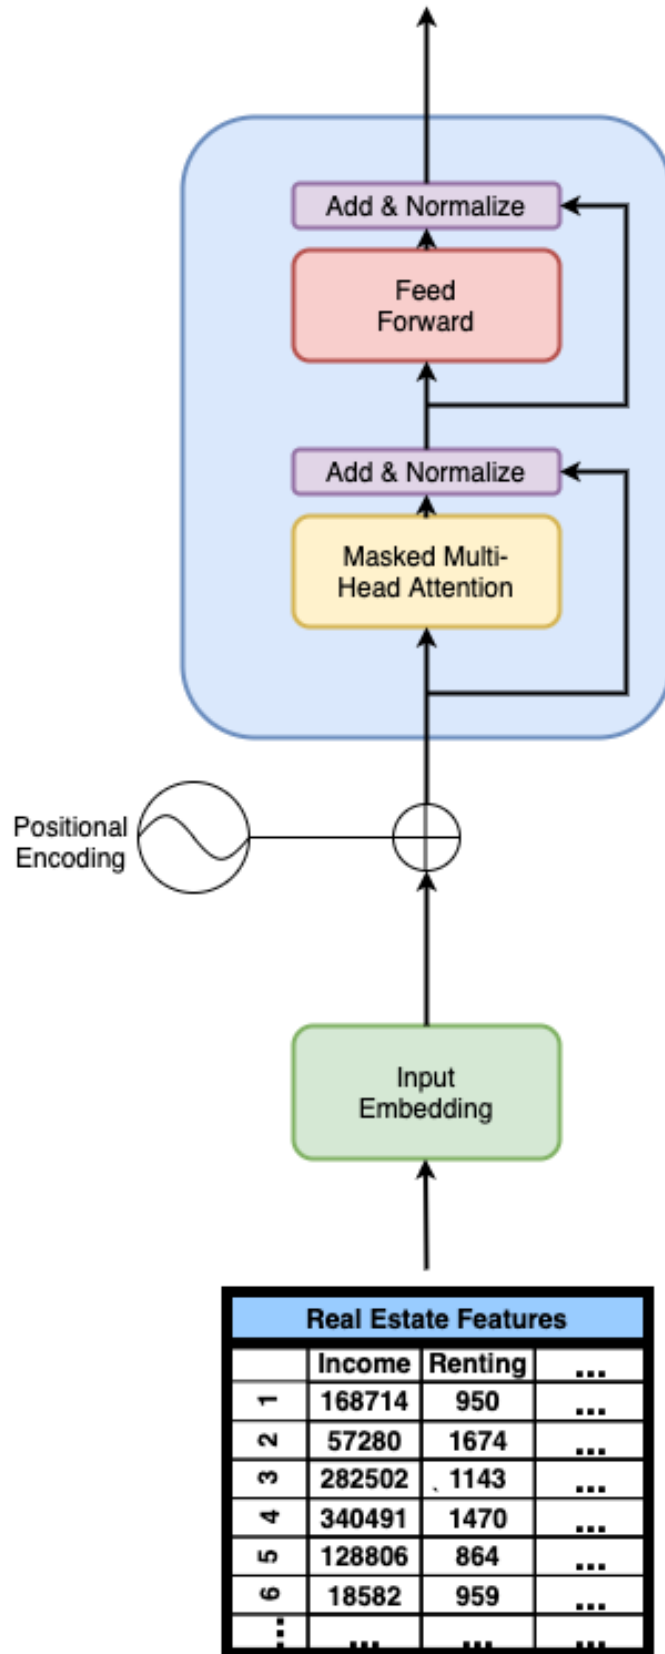 Add & Normalize
Feed
Forward
Add & Normalize
Masked Multi-
Head Attention
Positional
Encoding
Input
Embedding
Real Estate Features
Income Renting ...
1 168714 950 ...
2 57280 1674 ...
3 282502 1143 ...
4 340491 1470 ...
5 128806 864 ...
6 18582 959 ...
... ... ... ...